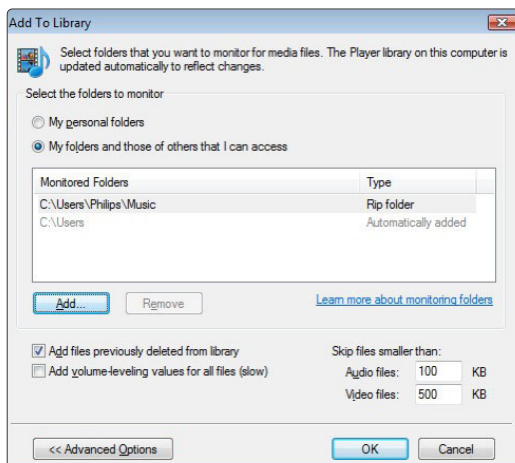 Add To Library
Select folders that you want to monitor for media files. The Player library on this computer is
updated automatically to reflect changes.
Select the folders to monitor
My personal folders
My folders and those of others that I can access
Monitored Folders Type
C:\Users\Philips\Music Rip folder
C:\Users Automatically added
Add... Remove Learn more about monitoring folders
Add files previously deleted from library Skip files smaller than:
Add volume-leveling values for all files (slow) Audio files: 100 KB
Video files: 500 KB
<< Advanced Options OK Cancel